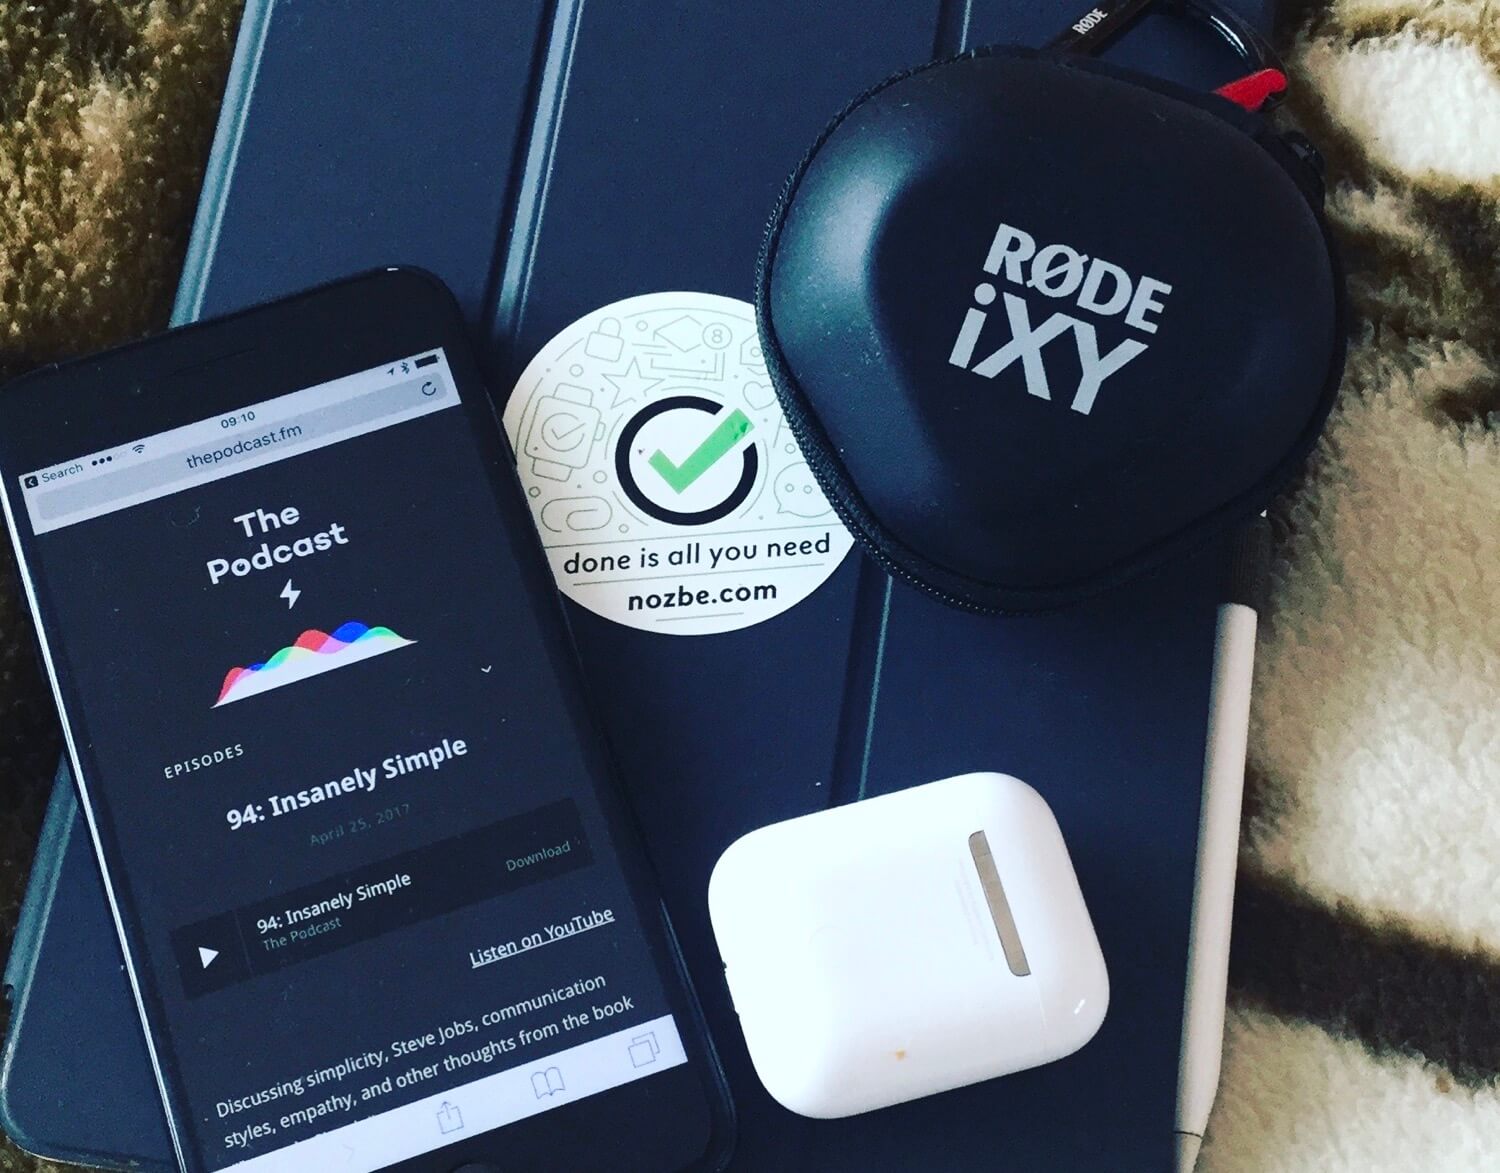 RØDE
RØDE
iXY
Search
09:10
thepodcast.fm
The
Podcast
EPISODES
94: Insanely Simple
April 25, 2017
94: Insanely Simple
The Podcast
Download
Listen on YouTube
Discussing simplicity, Steve Jobs, communication
styles, empathy, and other thoughts from the book
8
done is all you need
nozbe.com